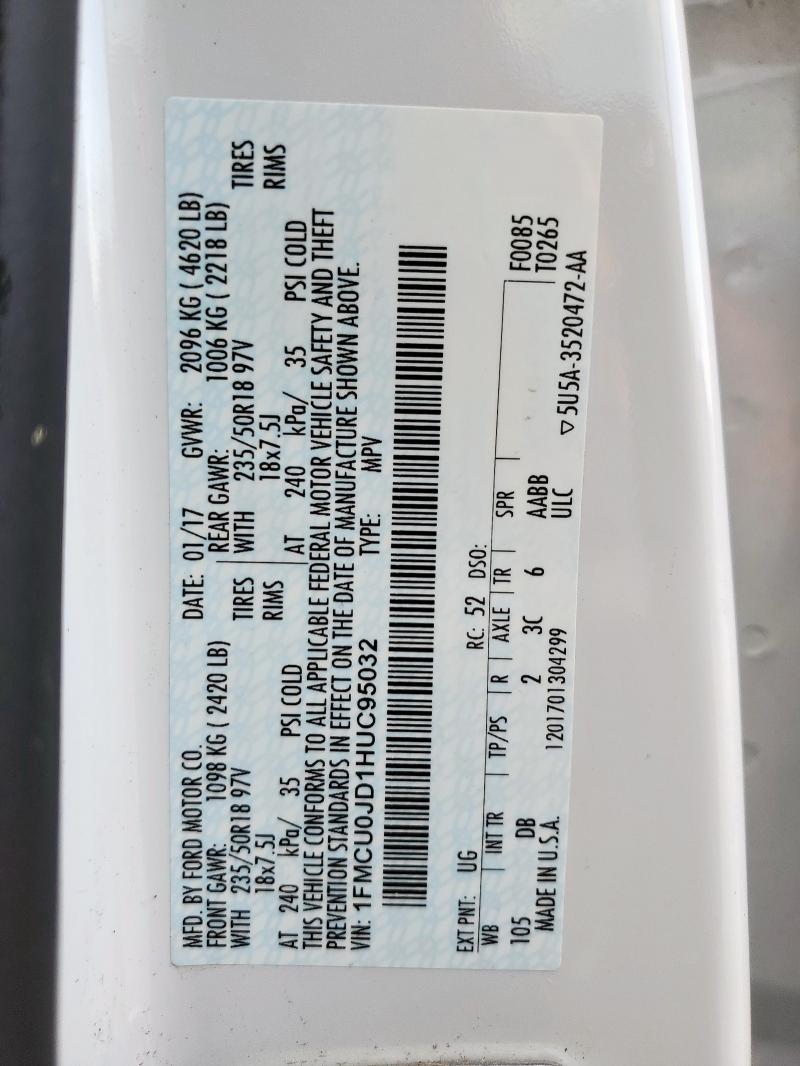 MFD. BY FORD MOTOR CO.
DATE: 01/17 GVWR: 2096 KG ( 4620 LB)
FRONT GAWR: 1098 KG ( 2420 LB)
REAR GAWR: 1006 KG ( 2218 LB)
WITH 235/50R18 97V TIRES
WITH 235/50R18 97V TIRES
18x7.5J RIMS
18x7.5J RIMS
AT 240 kPa/ 35 PSI COLD
AT 240 kPa/ 35 PSI COLD
THIS VEHICLE CONFORMS TO ALL APPLICABLE FEDERAL MOTOR VEHICLE SAFETY AND THEFT
PREVENTION STANDARDS IN EFFECT ON THE DATE OF MANUFACTURE SHOWN ABOVE.
VIN: 1FMCU0JD1HUC95032 TYPE: MPV
EXT PNT: UG RC: 52 DSO:
WB INT TR TP/PS R AXLE TR SPR F0085
105 DB 2 3C 6 AABB T0265
MADE IN U.S.A. 1201701304299 ULC ▽5U5A-3520472-AA